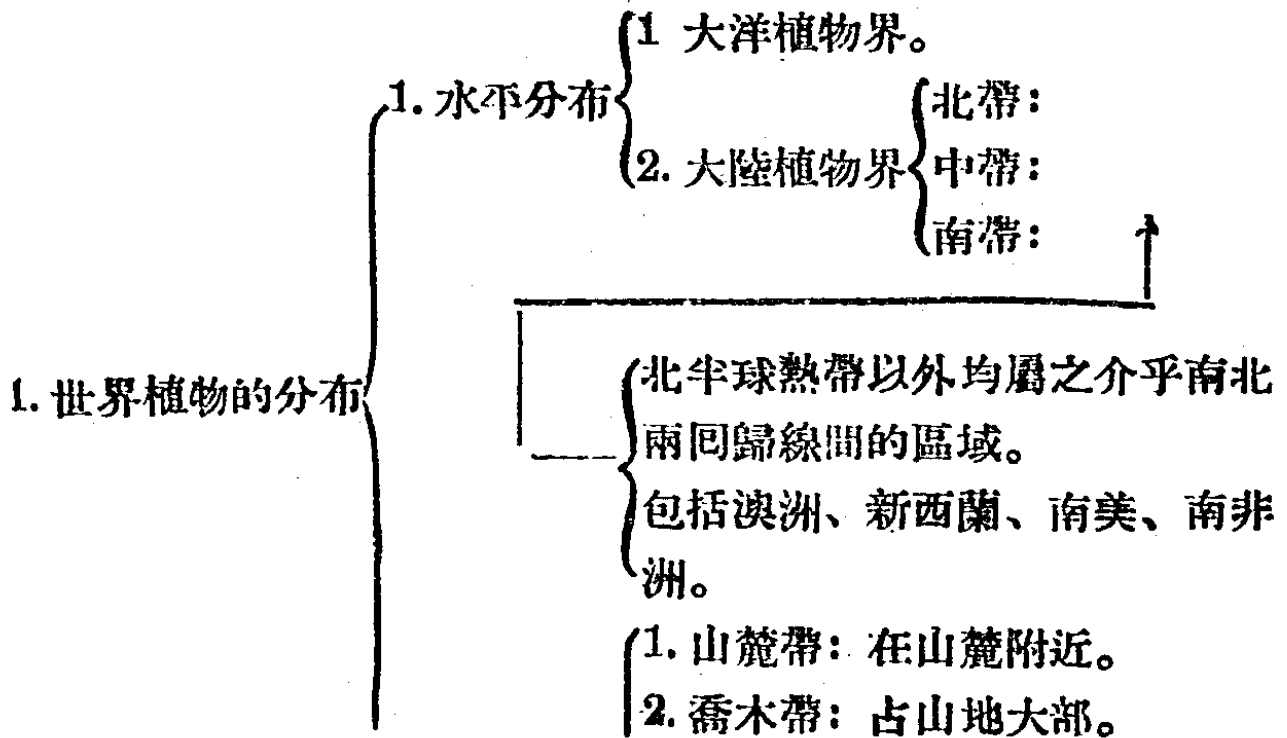 1 大洋植物界。
1. 水平分布
北帶：
2. 大陸植物界
中帶：
南帶：
1. 世界植物的分布
北半球熱帶以外均屬之介乎南北
兩回歸線間的區域。
包括澳洲、新西蘭、南美、南非
洲。
1. 山麓帶：在山麓附近。
2. 喬木帶：占山地大部。